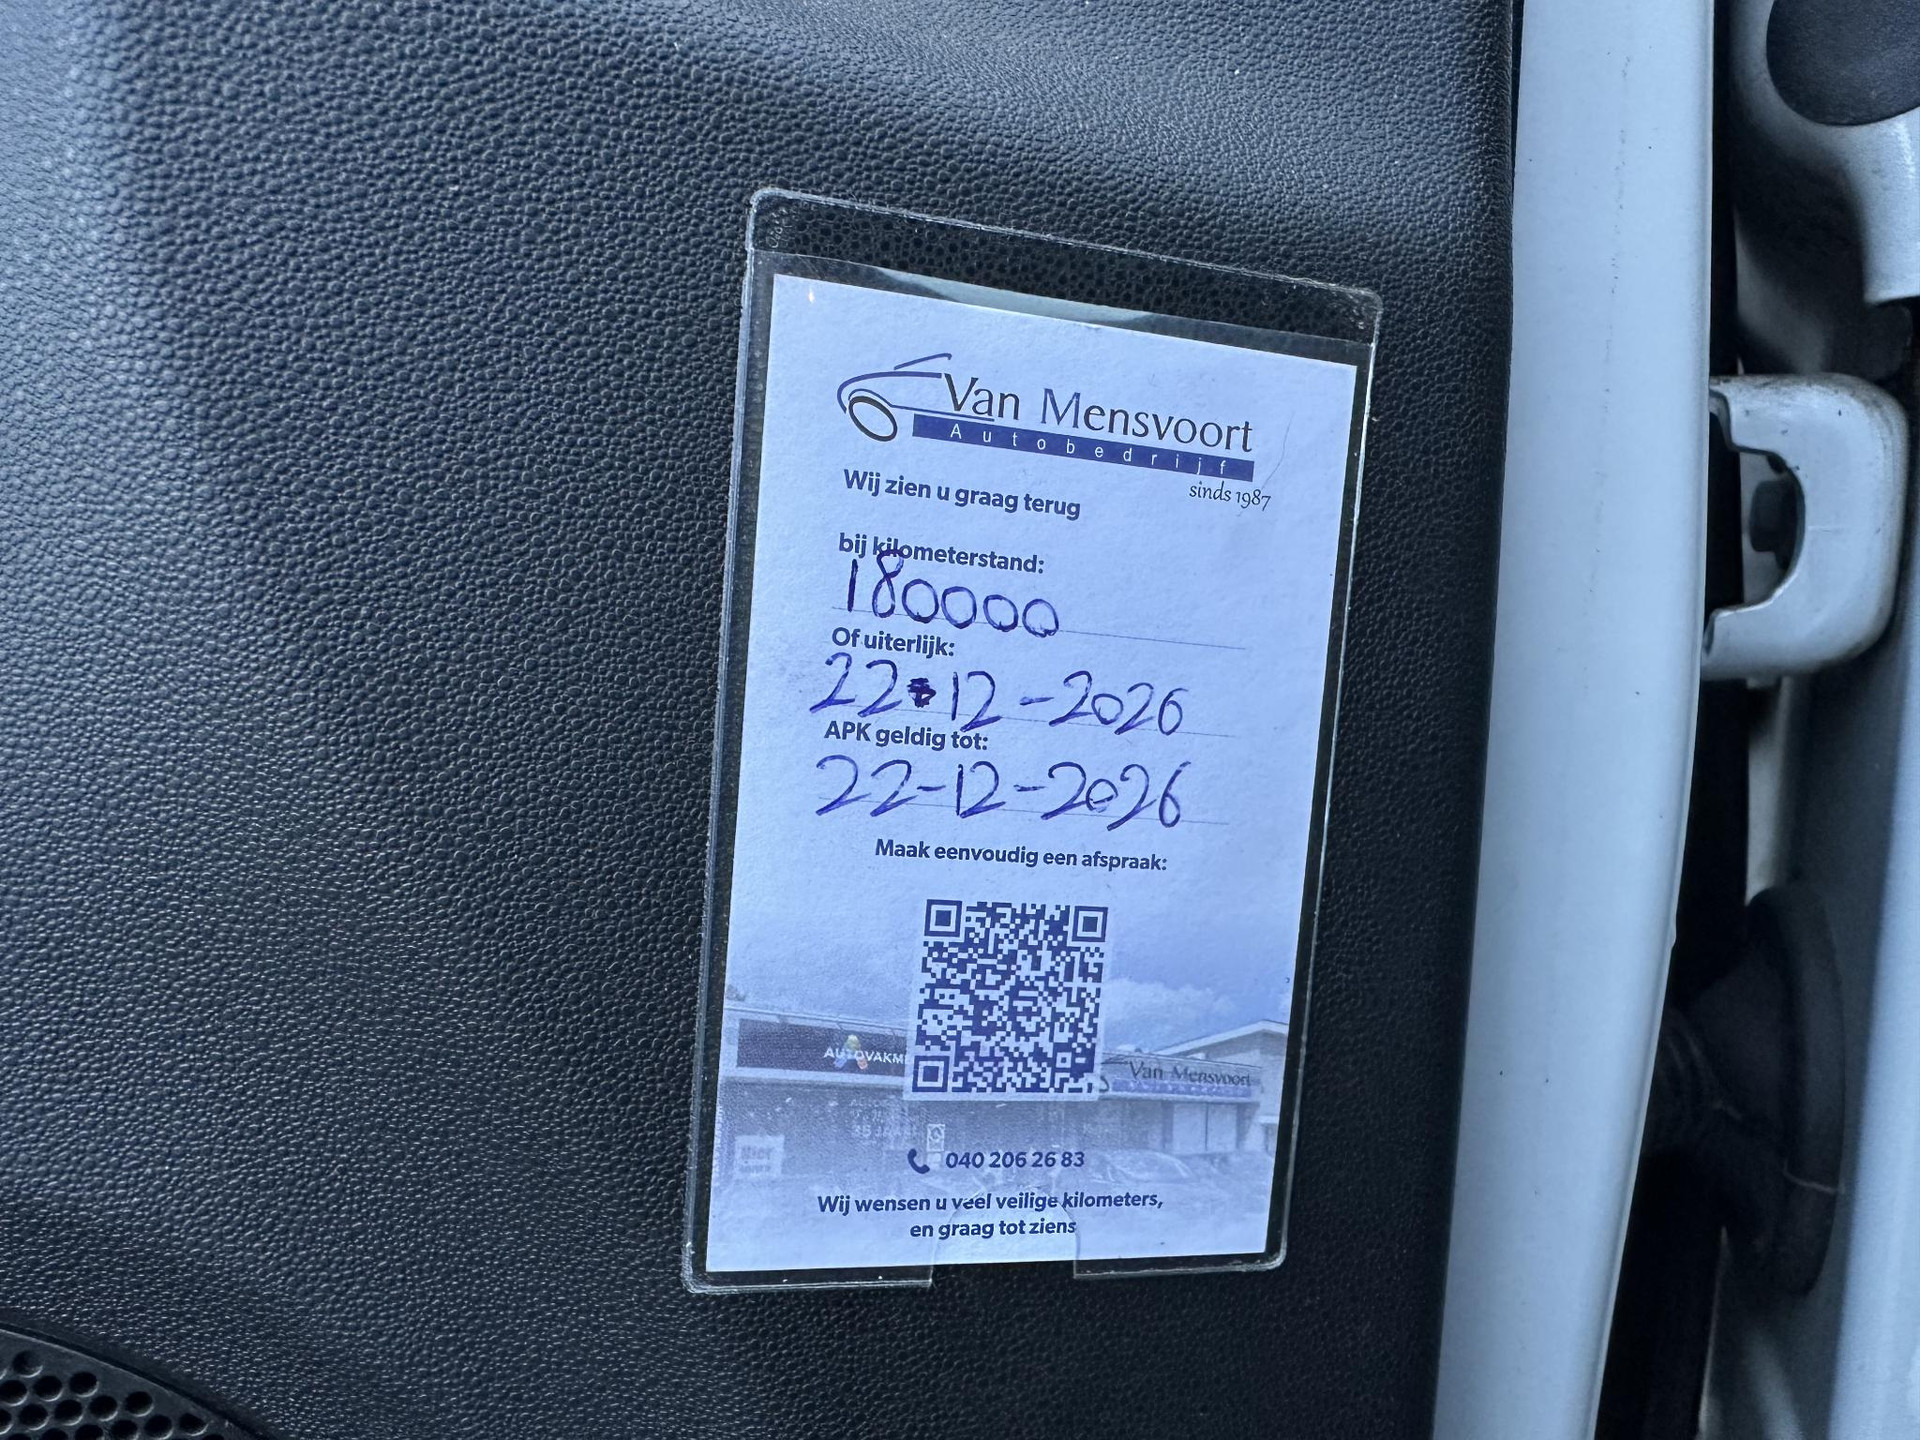 Van Mensvoort
Autobedrijf
sinds 1987
Wij zien u graag terug
bij kilometerstand:
180000
Of uiterlijk:
22-12-2026
APK geldig tot:
22-12-2026
Maak eenvoudig een afspraak:
AUTOVAKM
Van Mensvoort
040 206 26 83
Wij wensen u veel veilige kilometers,
en graag tot ziens